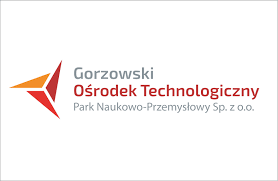 Gorzowski
Ośrodek Technologiczny
Park Naukowo-Przemysłowy Sp. z o.o.